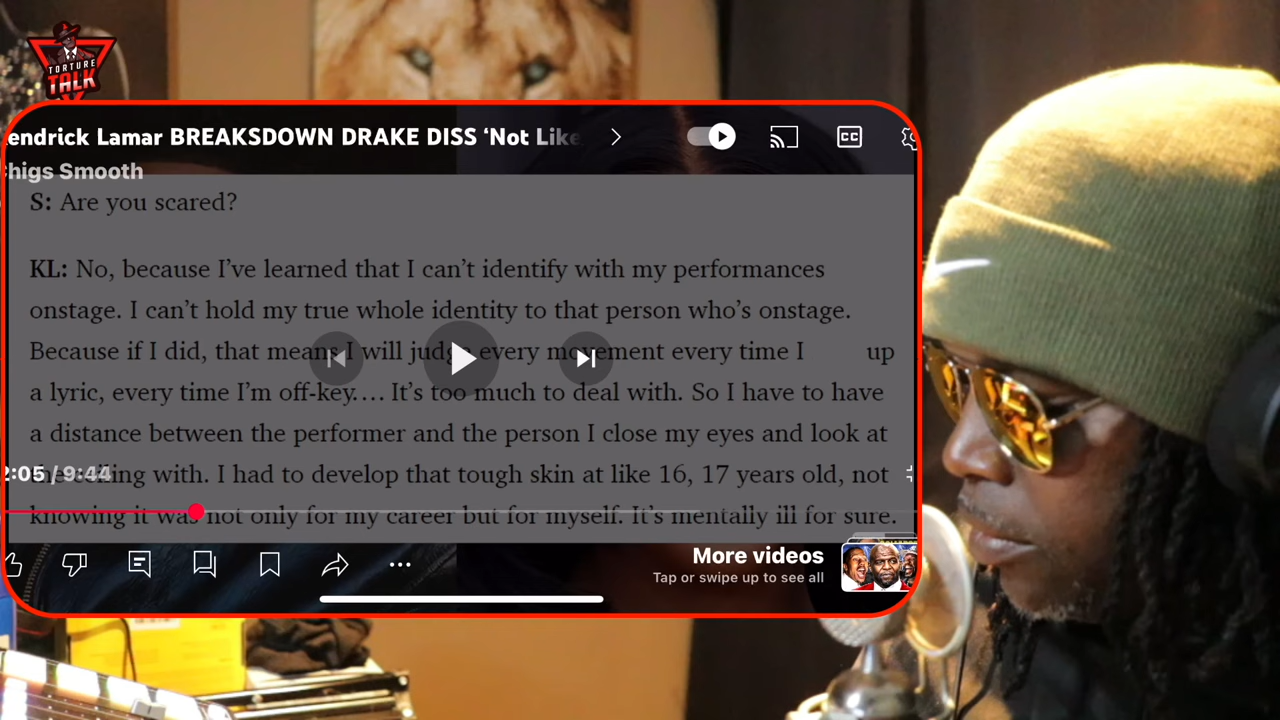 TORTURE
TALK
endrick Lamar BREAKSDOWN DRAKE DISS ‘Not Like
CC
higs Smooth
S: Are you scared?
KL: No, because I’ve learned that I can’t identify with my performances
onstage. I can’t hold my true whole identity to that person who’s onstage.
Because if I did, that means I will judge every movement every time I up
a lyric, every time I’m off-key.... It’s too much to deal with. So I have to have
a distance between the performer and the person I close my eyes and look at
2:05 / 9:44
with. I had to develop that tough skin at like 16, 17 years old, not
knowing it was not only for my career but for myself. It’s mentally ill for sure.
More videos
Tap or swipe up to see all